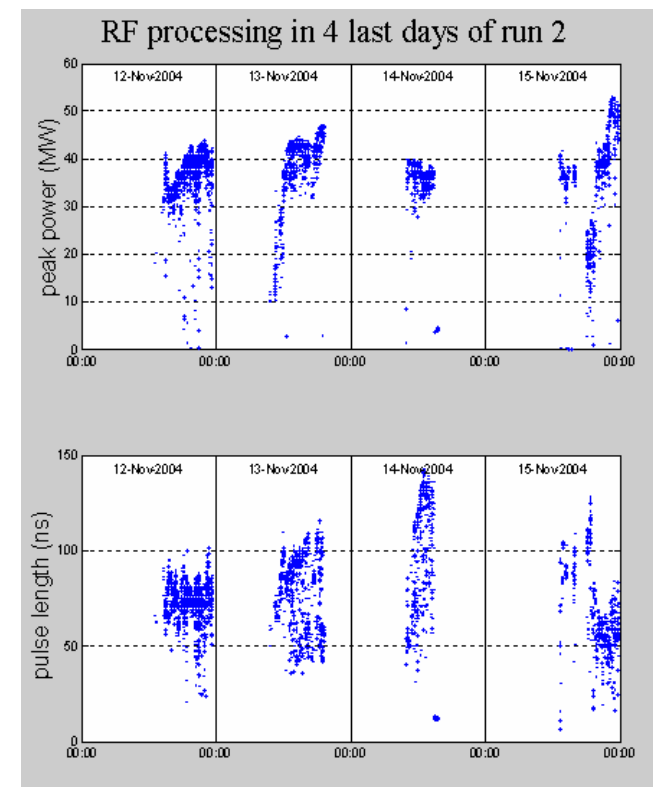 RF processing in 4 last days of run 2
60
12-Nov-2004 13-Nov-2004 14-Nov-2004 15-Nov-2004
50
40
30
20
10
0
peak power (MW)
00:00 00:00 00:00 00:00 00:00
150
12-Nov-2004 13-Nov-2004 14-Nov-2004 15-Nov-2004
100
50
0
pulse length (ns)
00:00 00:00 00:00 00:00 00:00